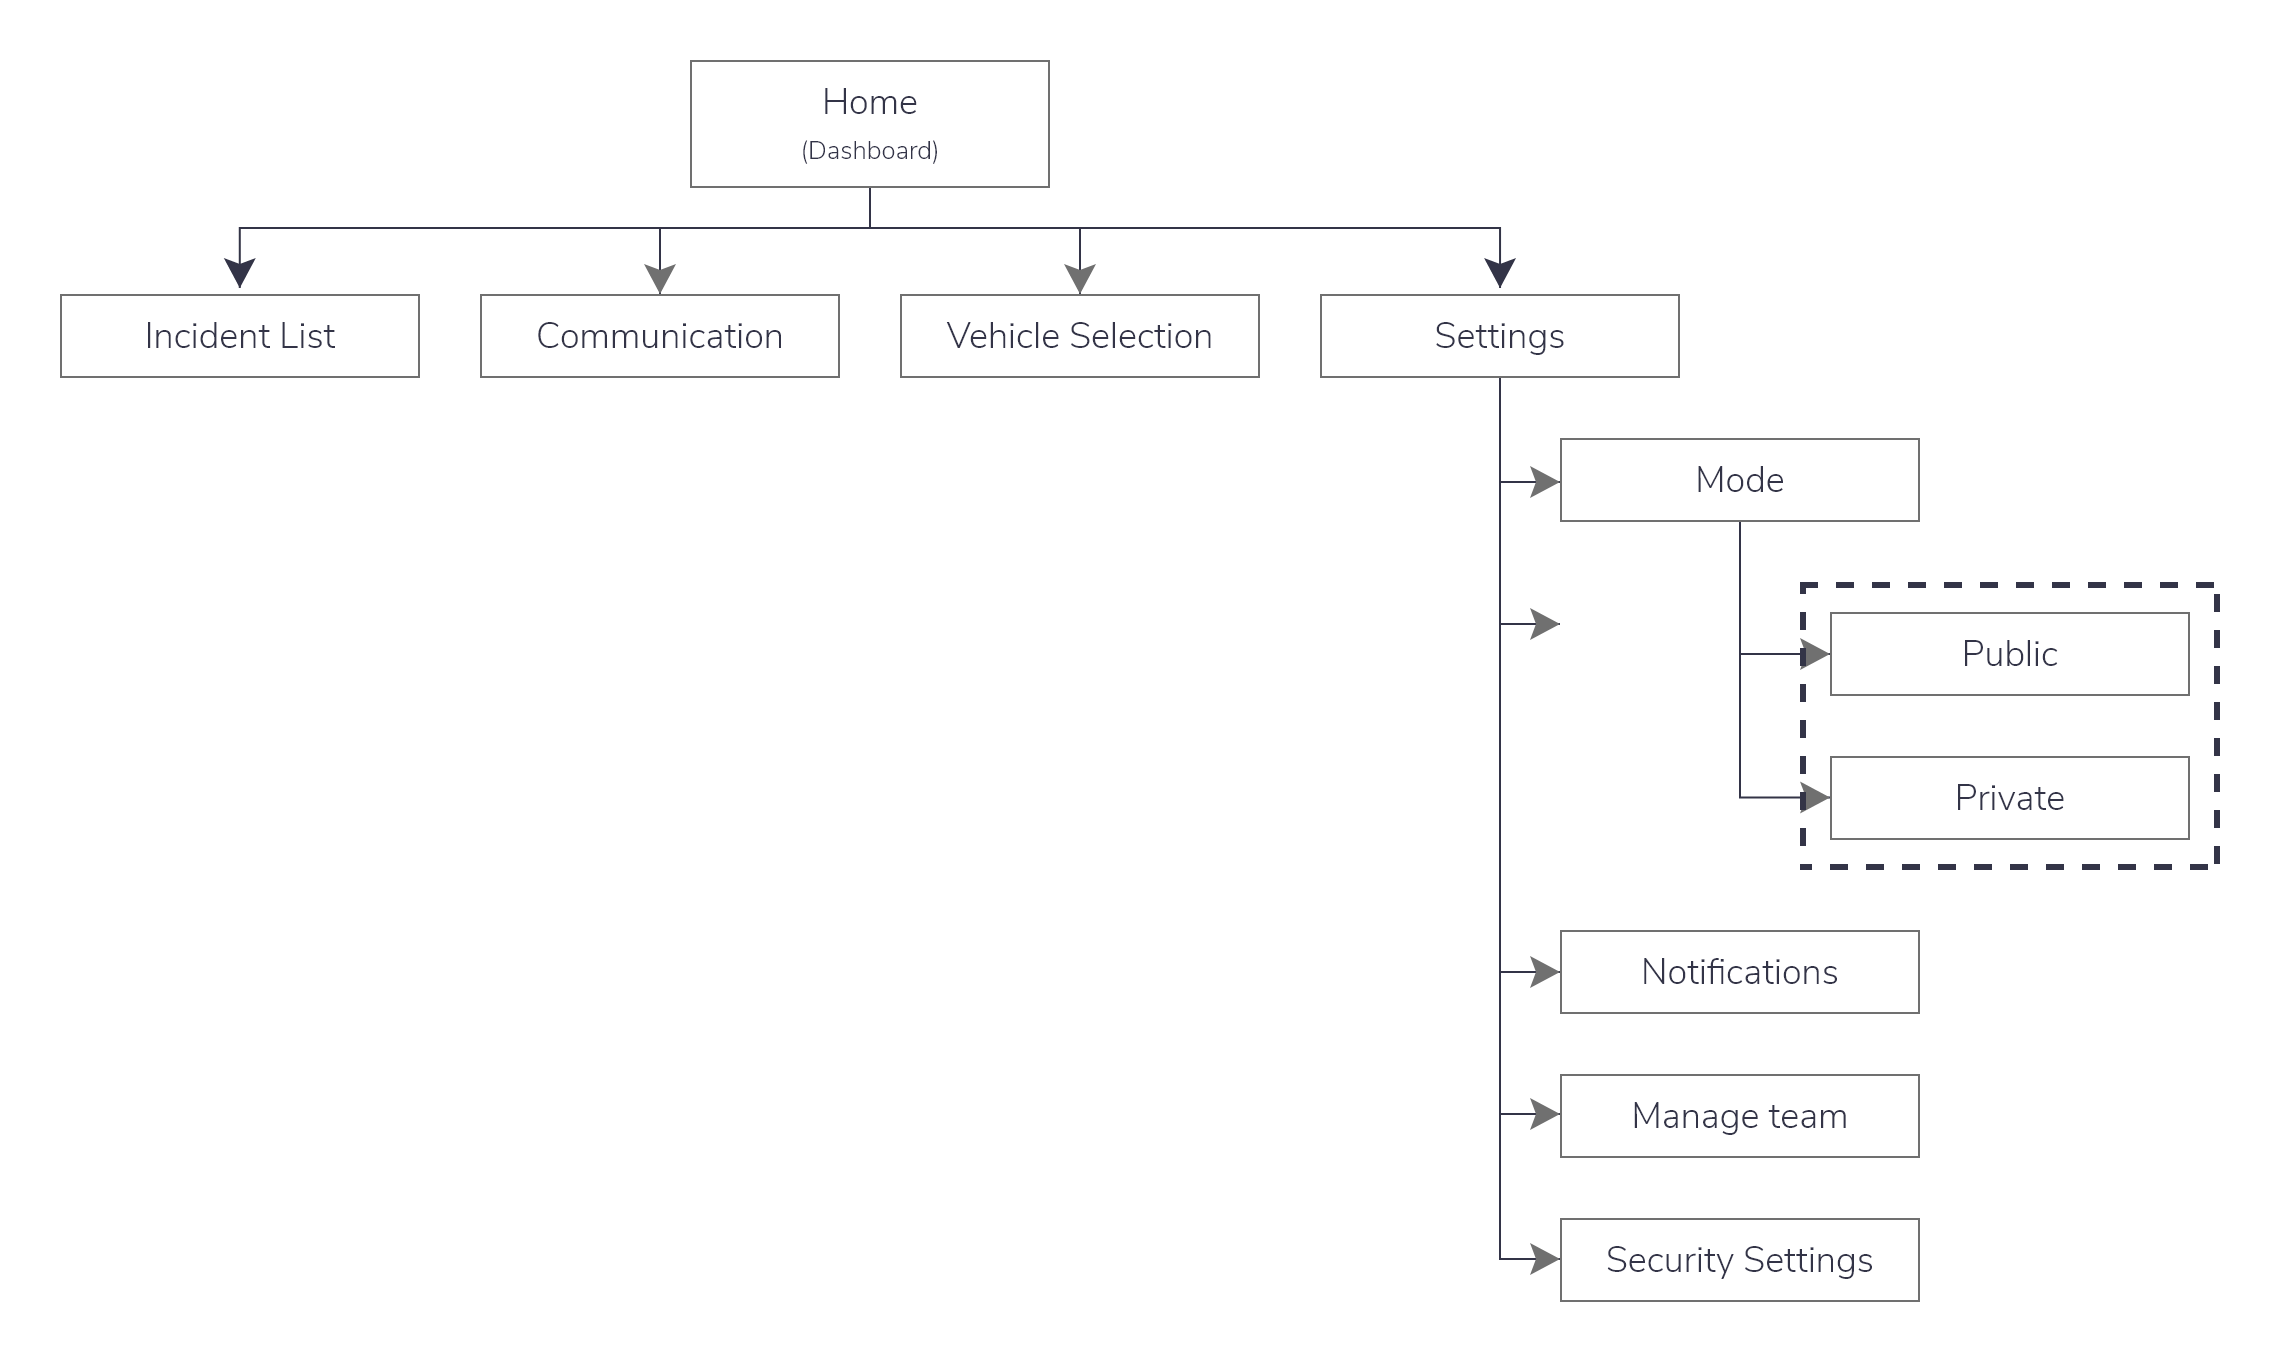 Home
(Dashboard)
Incident List
Communication
Vehicle Selection
Settings
Mode
Public
Private
Notifications
Manage team
Security Settings